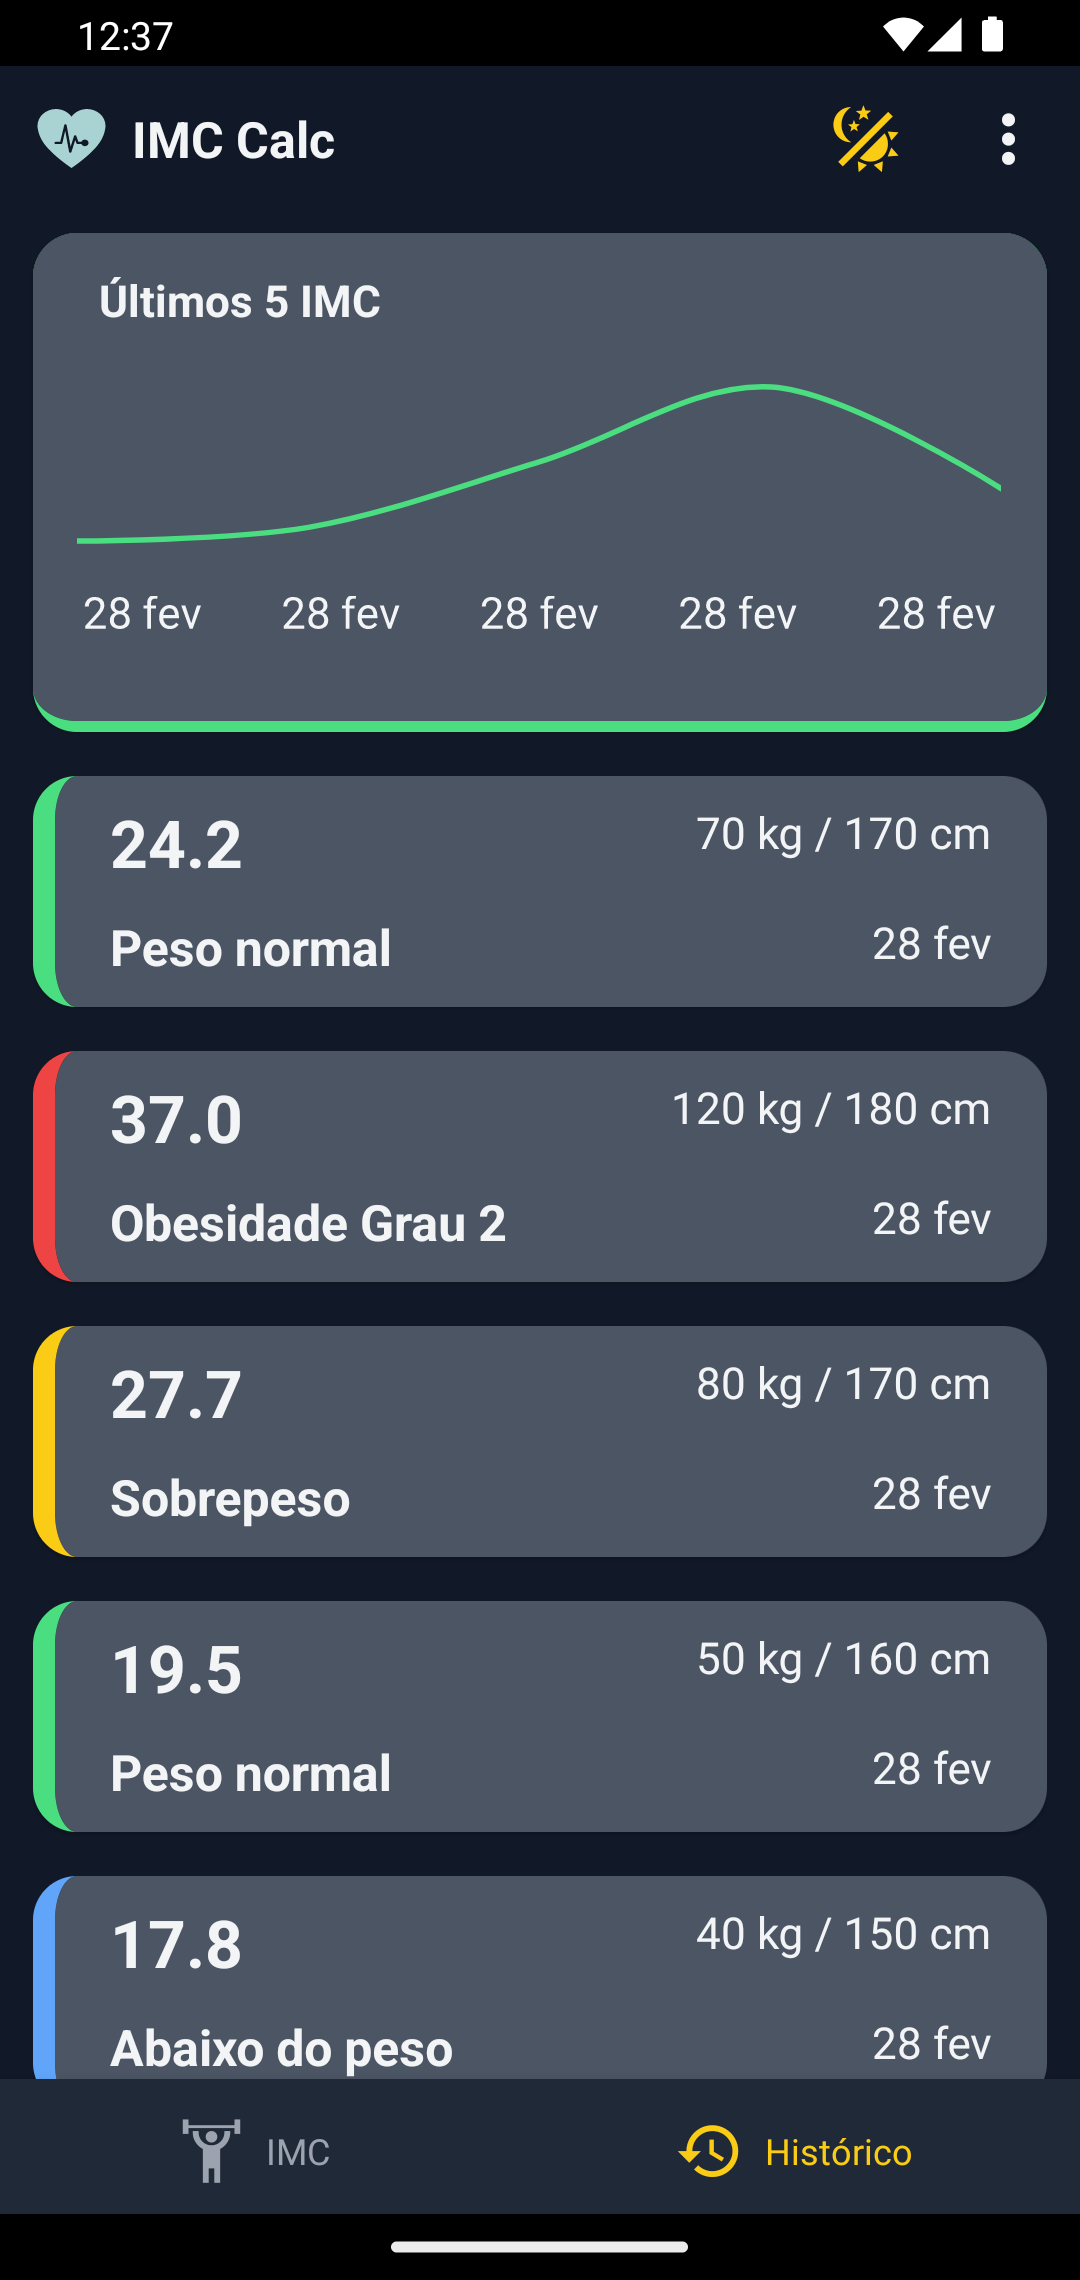 12:37
IMC Calc
Últimos 5 IMC
28 fev 28 fev 28 fev 28 fev 28 fev
24.2 70 kg / 170 cm
Peso normal 28 fev
37.0 120 kg / 180 cm
Obesidade Grau 2 28 fev
27.7 80 kg / 170 cm
Sobrepeso 28 fev
19.5 50 kg / 160 cm
Peso normal 28 fev
17.8 40 kg / 150 cm
Abaixo do peso 28 fev
IMC Histórico